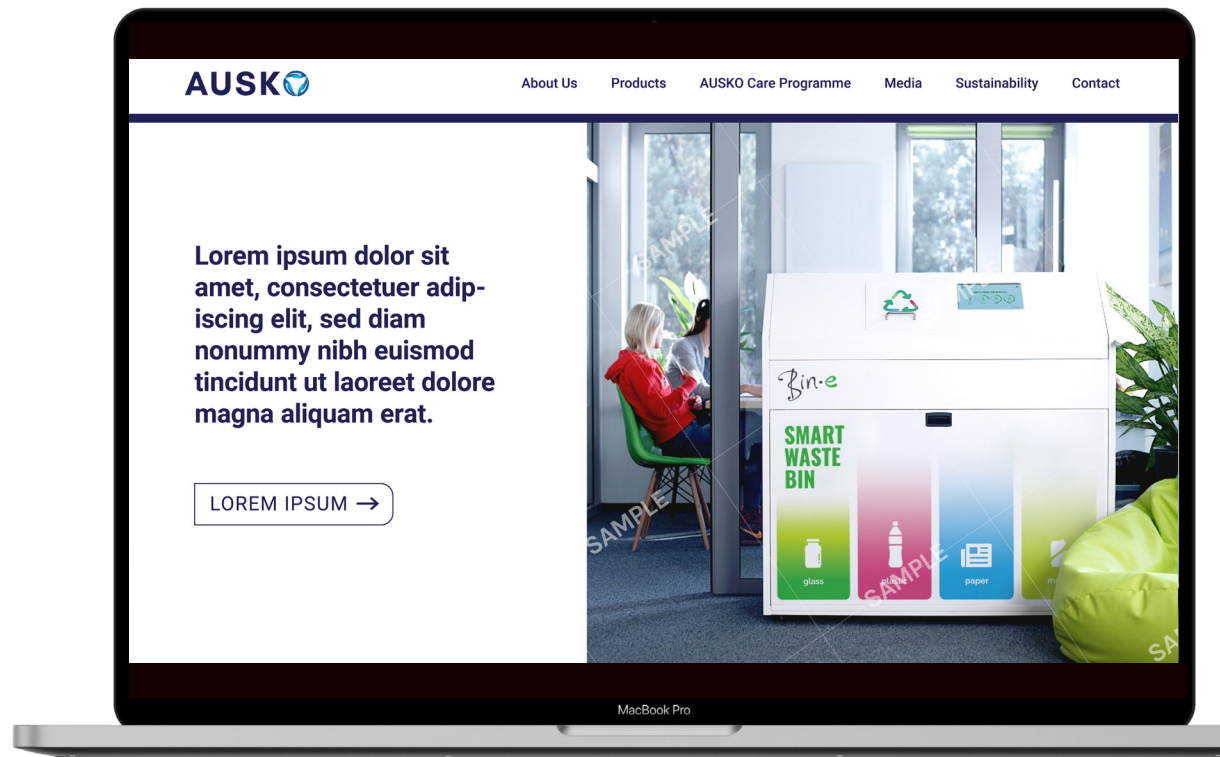 AUSKO
About Us Products AUSKO Care Programme Media Sustainability Contact
Lorem ipsum dolor sit
amet, consectetuer adip-
iscing elit, sed diam
nonummy nibh euismod
tincidunt ut laoreet dolore
magna aliquam erat.
LOREM IPSUM →
SAMPLE
Bin-e
SMART
WASTE
BIN
SAMPLE
SAMPLE
glass plastic paper
MacBook Pro